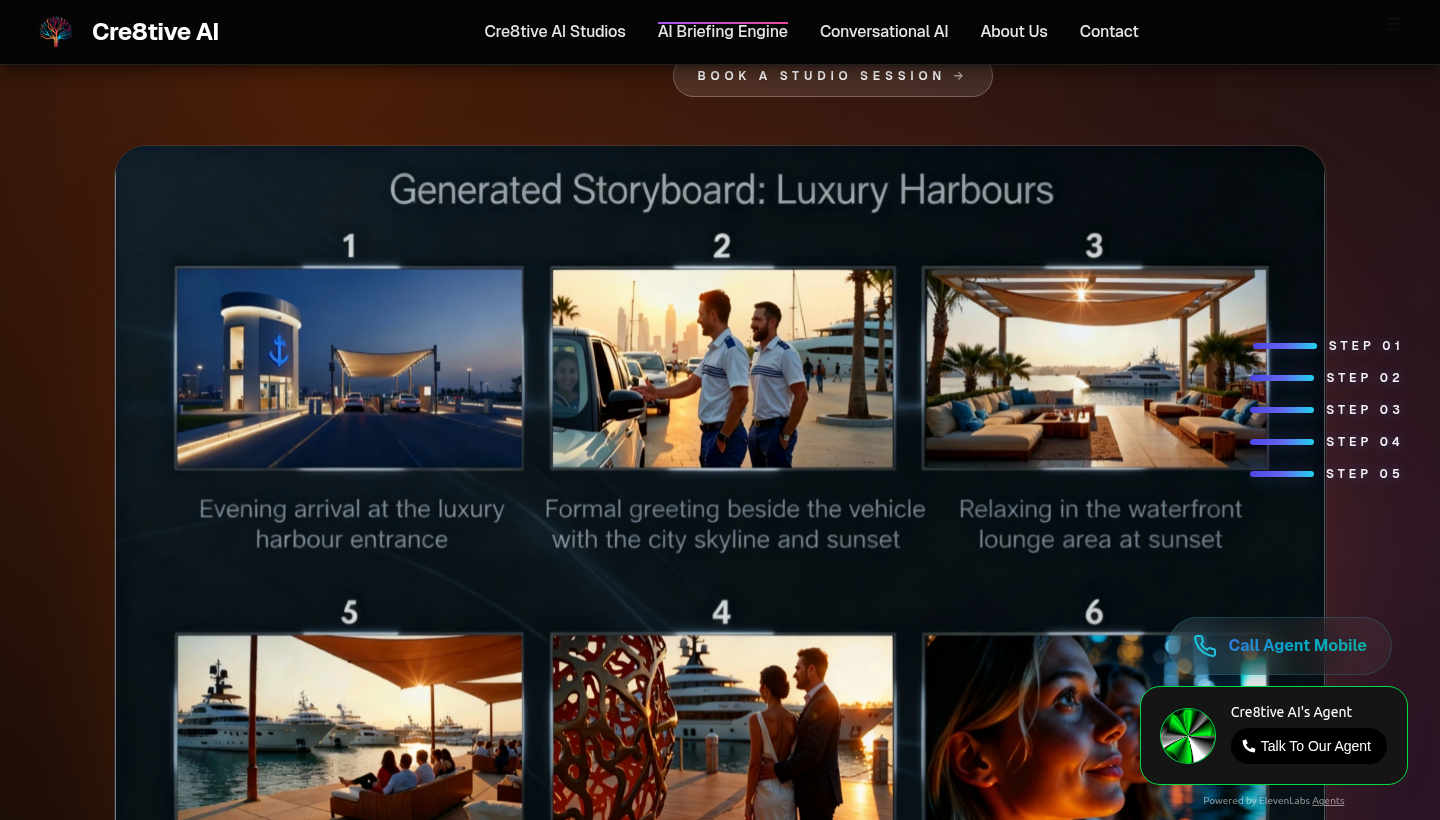 Cre8tive AI
Cre8tive AI Studios
AI Briefing Engine
Conversational AI
About Us
Contact
BOOK A STUDIO SESSION →
Generated Storyboard: Luxury Harbours
1
2
3
Evening arrival at the luxury
harbour entrance
Formal greeting beside the vehicle
with the city skyline and sunset
Relaxing in the waterfront
lounge area at sunset
STEP 01
STEP 02
STEP 03
STEP 04
STEP 05
5
4
6
Call Agent Mobile
Cre8tive AI's Agent
Talk To Our Agent
Powered by ElevenLabs Agents